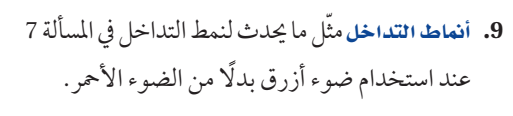 9. أنماط التداخل مثّل ما يحدث لنمط التداخل في المسألة 7
عند استخدام ضوء أزرق بدلًا من الضوء الأحمر.